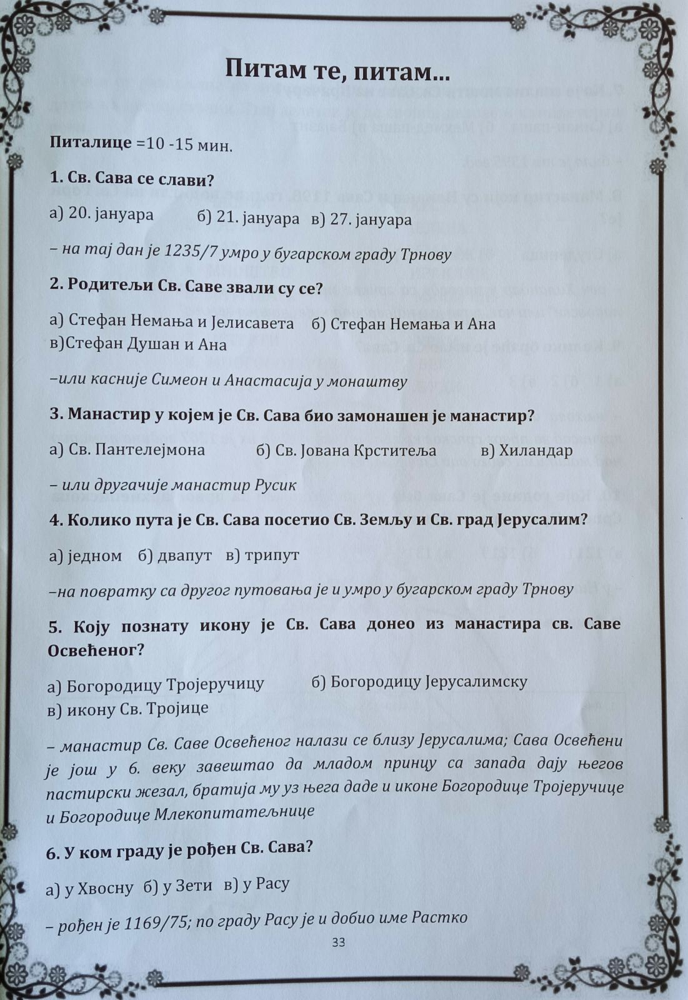 Питам те, питам...
Питалице =10 -15 мин.
1. Св. Сава се слави?
а) 20. јануара б) 21. јануара в) 27. јануара
– на тај дан је 1235/7 умро у бугарском граду Трнову
2. Родитељи Св. Саве звали су се?
а) Стефан Немања и Јелисавета б) Стефан Немања и Ана
в)Стефан Душан и Ана
–или касније Симеон и Анастасија у монаштву
3. Манастир у којем је Св. Сава био замонашен је манастир?
а) Св. Пантелејмона б) Св. Јована Крститеља в) Хиландар
– или другачије манастир Русик
4. Колико пута је Св. Сава посетио Св. Земљу и Св. град Јерусалим?
а) једном б) двапут в) трипут
–на повратку са другог путовања је и умро у бугарском граду Трнову
5. Коју познату икону је Св. Сава донео из манастира св. Саве
Освећеног?
а) Богородицу Тројеручицу б) Богородицу Јерусалимску
в) икону Св. Тројице
– манастир Св. Саве Освећеног налази се близу Јерусалима; Сава Освећени
је још у 6. веку завештао да младом принцу са запада дају његов
пастирски жезал, братија му уз њега даде и иконе Богородице Тројеручице
и Богородице Млекопитатељнице
6. У ком граду је рођен Св. Сава?
а) у Хвосну б) у Зети в) у Расу
– рођен је 1169/75; по граду Расу је и добио име Растко
33